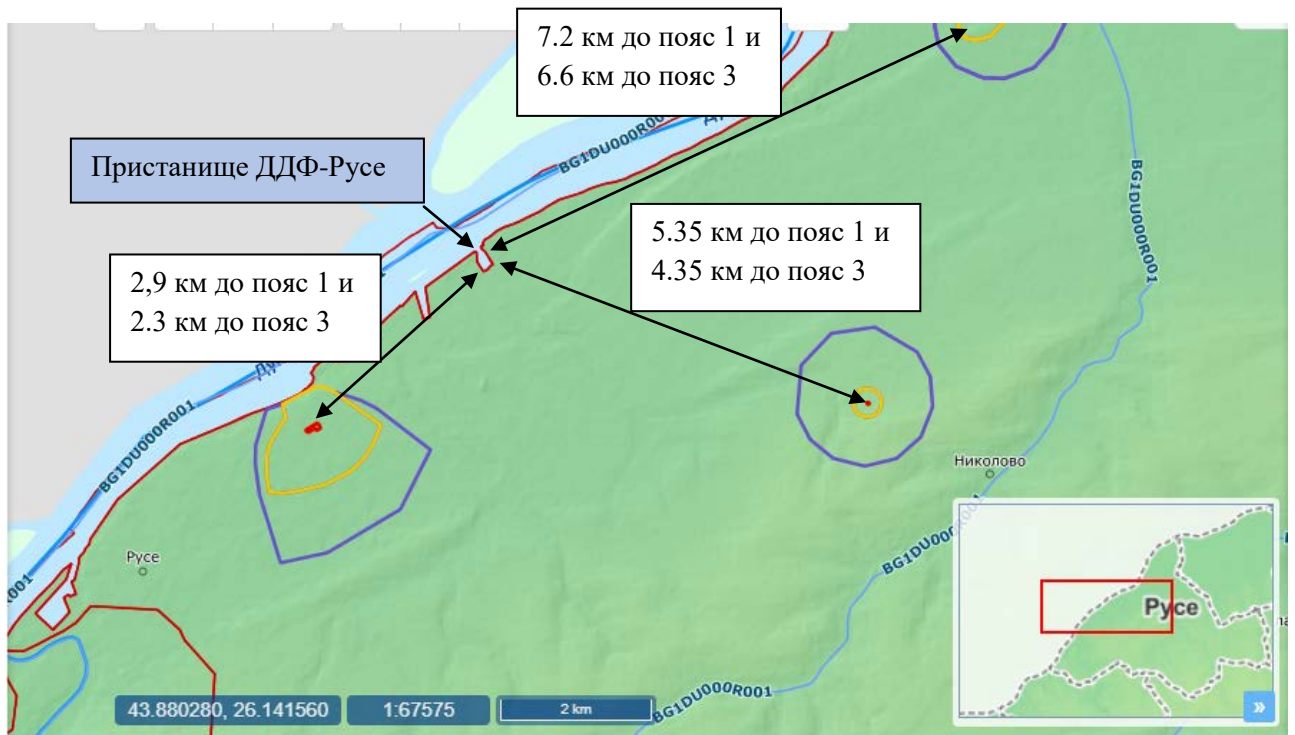 7.2 км до пояс 1 и
6.6 км до пояс 3
BG1DU000R00
Пристанище ДДФ-Русе
BG1DU000R001
5.35 км до пояс 1 и
4.35 км до пояс 3
2,9 км до пояс 1 и
2.3 км до пояс 3
BG1DU000R001
Николово
BG1DU000R001
Русе
R001
Русе
BG1DU000R001
43.880280, 26.141560
1:67575
2 km
»